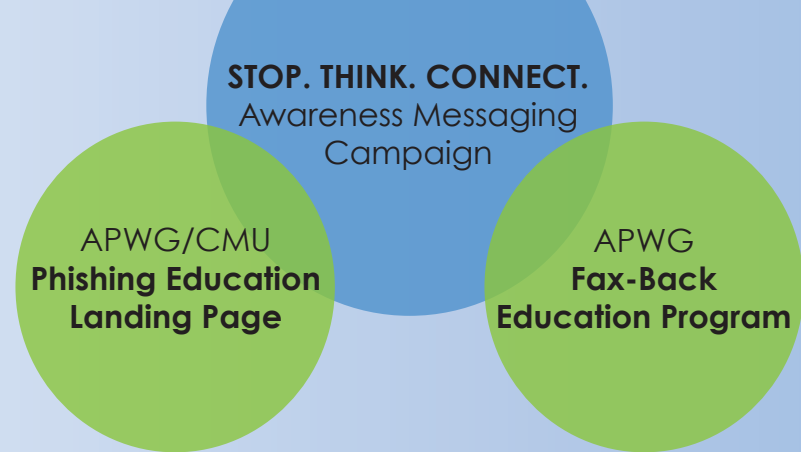 STOP. THINK. CONNECT.
Awareness Messaging
Campaign
APWG/CMU
Phishing Education
Landing Page
APWG
Fax-Back
Education Program